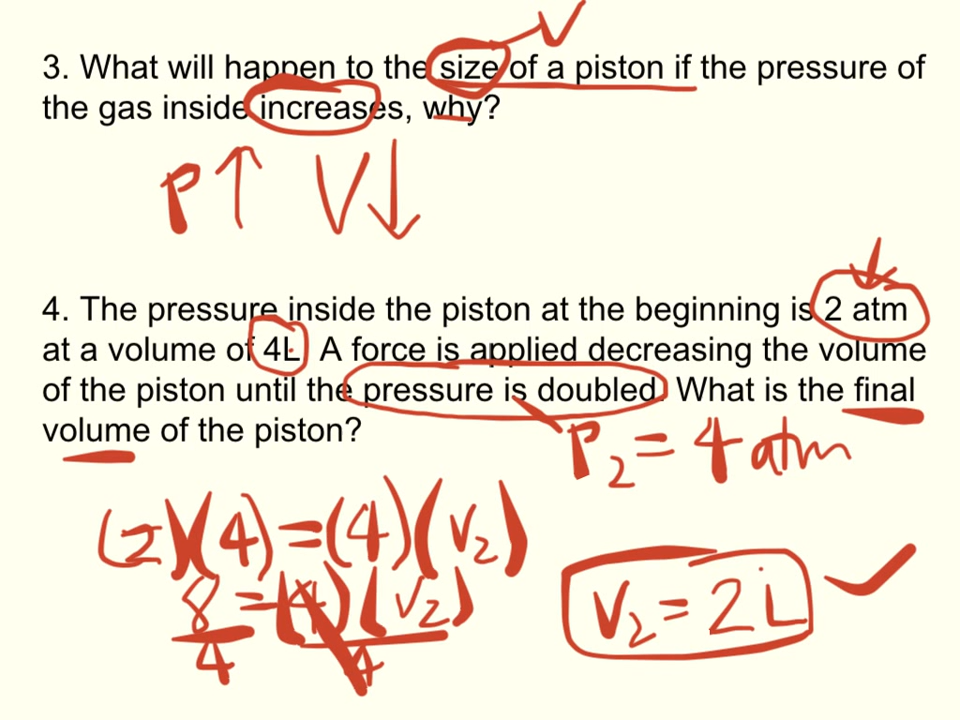 3. What will happen to the size of a piston if the pressure of
the gas inside increases, why?
V
P↑ V↓
4. The pressure inside the piston at the beginning is 2 atm
at a volume of 4L. A force is applied decreasing the volume
of the piston until the pressure is doubled. What is the final
volume of the piston?
P₂ = 4 atm
(2)(4) = (4)(V₂)
8 = (4)(V₂)
4 4
V₂ = 2L